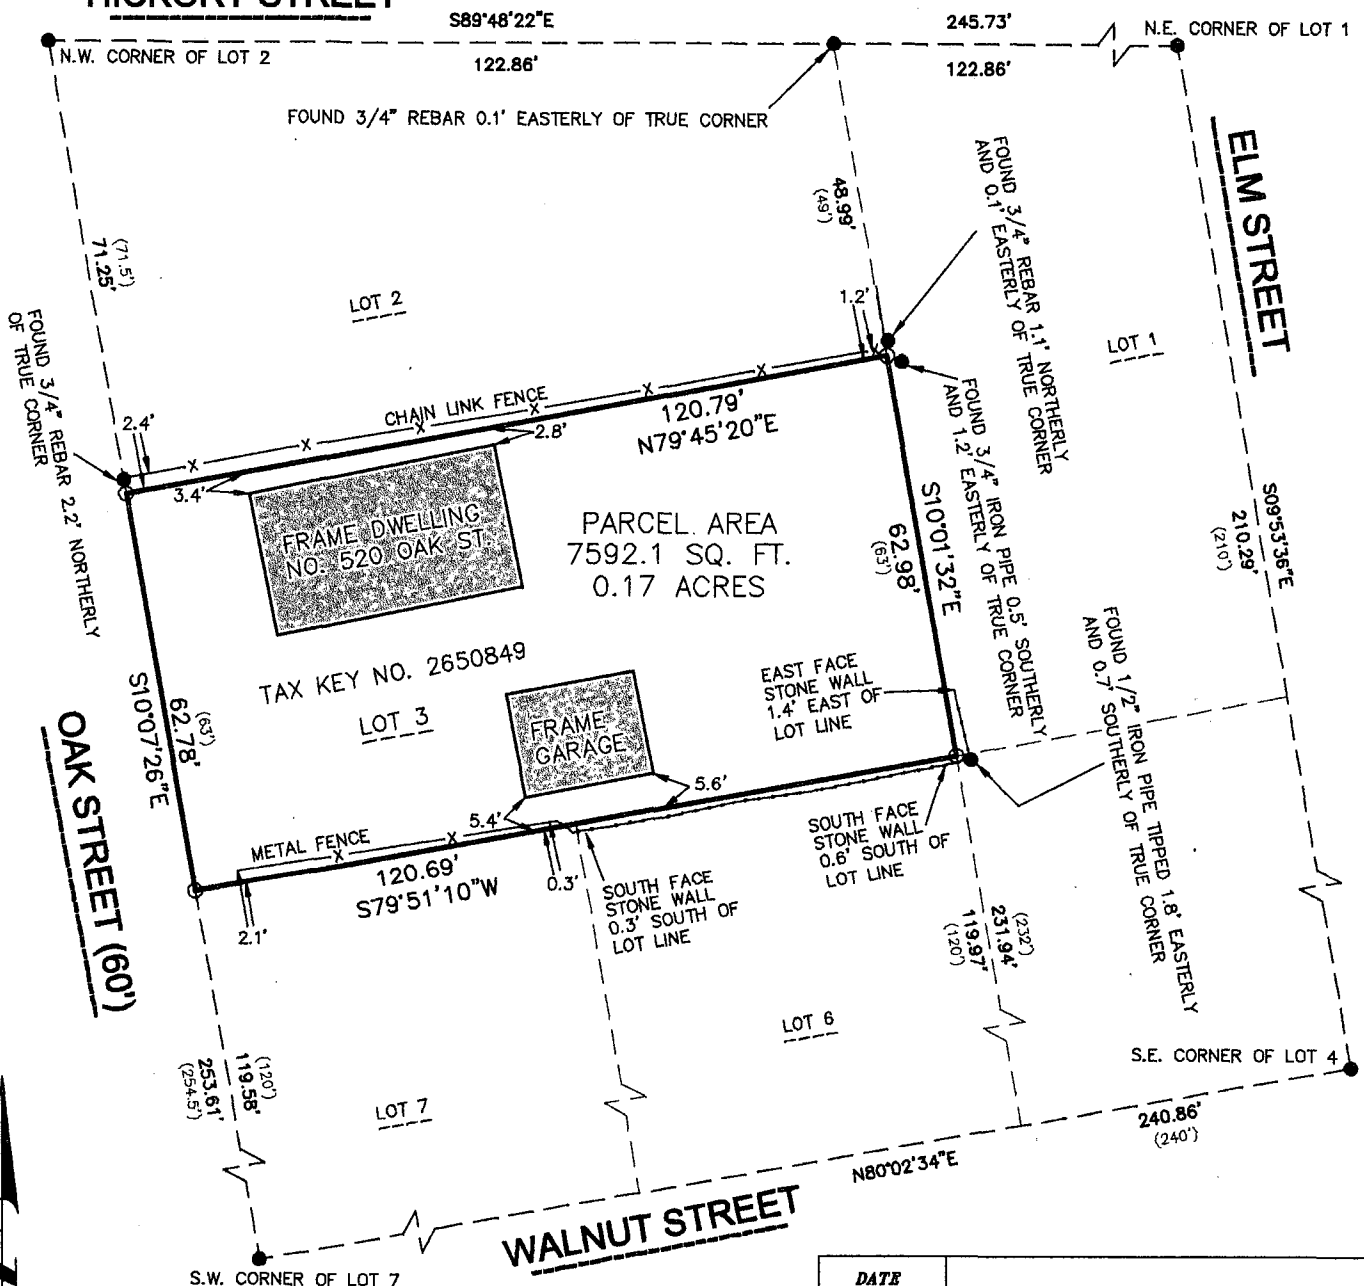 HICKORY STREET
S89°48'22"E
245.73'
N.W. CORNER OF LOT 2
122.86'
122.86'
N.E. CORNER OF LOT 1
FOUND 3/4" REBAR 0.1' EASTERLY OF TRUE CORNER
ELM STREET
48.99'
(49')
FOUND 3/4" REBAR 1.1' NORTHERLY
AND 0.1' EASTERLY OF TRUE CORNER
(71.5')
71.25'
LOT 2
1.2'
LOT 1
FOUND 3/4" REBAR 2.2' NORTHERLY
OF TRUE CORNER
2.4'
CHAIN LINK FENCE
2.8'
120.79'
N79°45'20"E
3.4'
FRAME DWELLING
NO. 520 OAK ST
PARCEL AREA
7592.1 SQ. FT.
0.17 ACRES
S10°01'32"E
62.98'
(63')
FOUND 3/4" IRON PIPE 0.5' SOUTHERLY
AND 1.2' EASTERLY OF TRUE CORNER
S09°53'36"E
210.29'
(210')
FOUND 1/2" IRON PIPE TIPPED 1.8' EASTERLY
AND 0.7' SOUTHERLY OF TRUE CORNER
TAX KEY NO. 2650849
LOT 3
EAST FACE
STONE WALL
1.4' EAST OF
LOT LINE
(63')
62.78'
S10°07'26"E
OAK STREET (60')
FRAME
GARAGE
5.6'
5.4'
METAL FENCE
120.69'
S79°51'10"W
0.3'
2.1'
SOUTH FACE
STONE WALL
0.3' SOUTH OF
LOT LINE
SOUTH FACE
STONE WALL
0.6' SOUTH OF
LOT LINE
(232')
231.94'
119.97'
(120')
LOT 6
S.E. CORNER OF LOT 4
(120')
119.58'
253.61'
(254.5')
LOT 7
240.86'
(240')
N80°02'34"E
WALNUT STREET
S.W. CORNER OF LOT 7
DATE